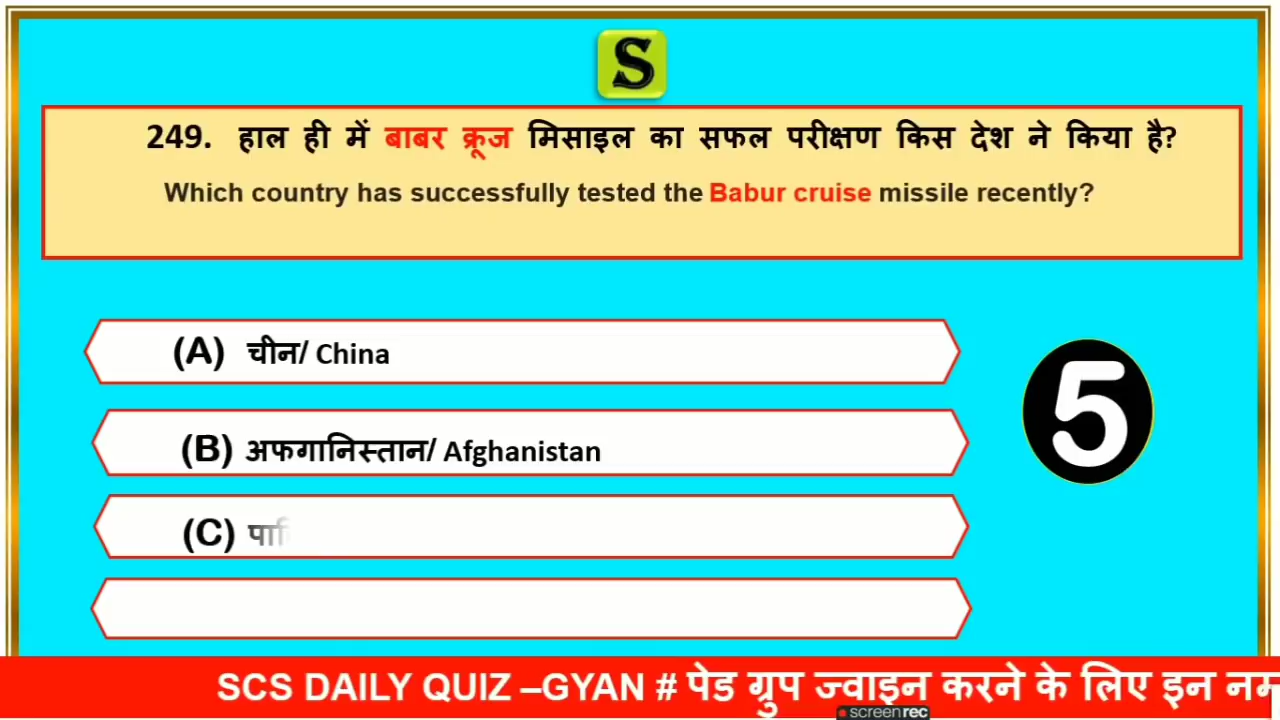 S
249. हाल ही में बाबर क्रूज मिसाइल का सफल परीक्षण किस देश ने किया है?
Which country has successfully tested the Babur cruise missile recently?
(A) चीन/ China
5
(B) अफगानिस्तान/ Afghanistan
(C)
SCS DAILY QUIZ –GYAN # पेड ग्रुप ज्वाइन करने के लिए इन
screenrec